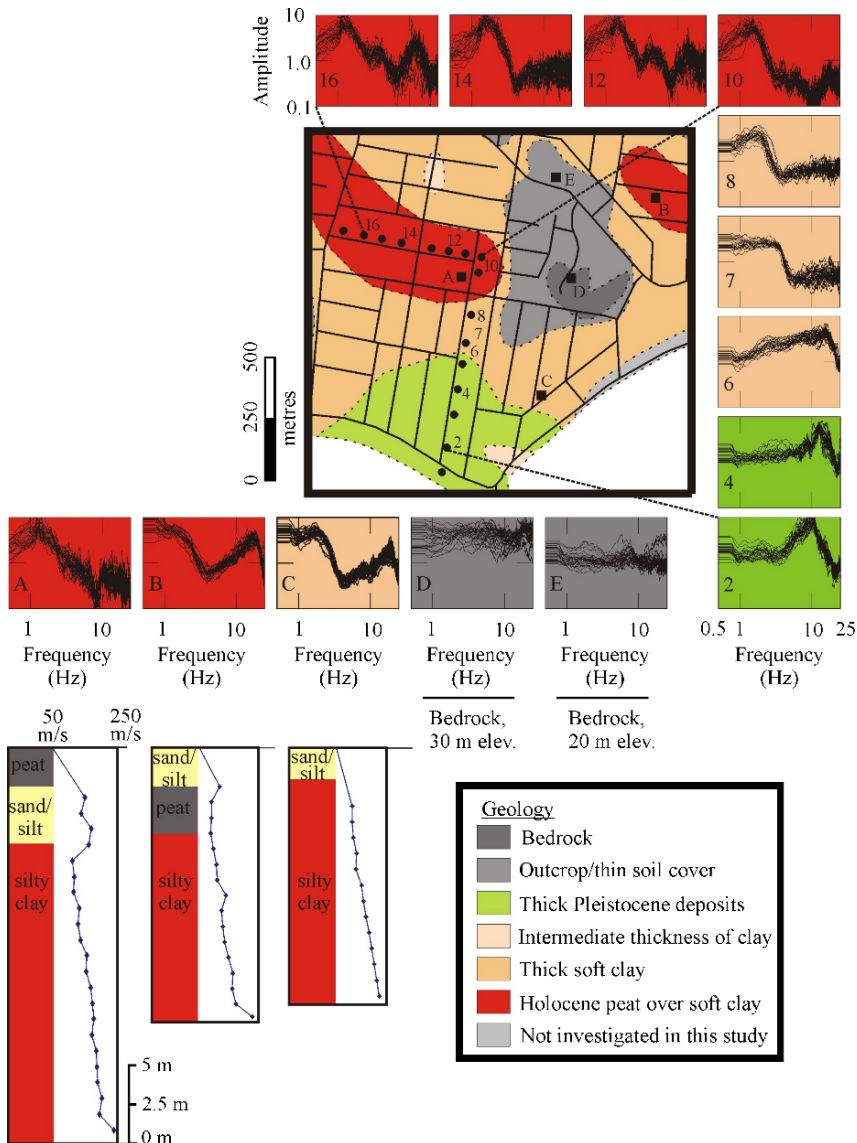 10
Amplitude
1.0
0.1
16
14
12
10
8
7
6
4
2
E
B
16
14
12
10
A
D
8
7
6
C
4
2
500
250
0
metres
A
B
C
D
E
1 10
1 10
1 10
1 10
1 10
0.5 1 10 25
Frequency
(Hz)
Frequency
(Hz)
Frequency
(Hz)
Frequency
(Hz)
Frequency
(Hz)
Frequency
(Hz)
Bedrock,
30 m elev.
Bedrock,
20 m elev.
50
m/s
250
m/s
peat
sand/
silt
silty
clay
sand/
silt
peat
silty
clay
sand/
silt
silty
clay
5 m
2.5 m
0 m
Geology
Bedrock
Outcrop/thin soil cover
Thick Pleistocene deposits
Intermediate thickness of clay
Thick soft clay
Holocene peat over soft clay
Not investigated in this study